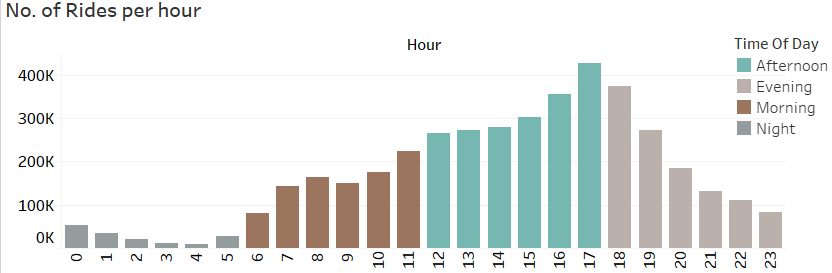 No. of Rides per hour
Hour
Time Of Day
Afternoon
Evening
Morning
Night
400K
300K
200K
100K
0K
0 1 2 3 4 5 6 7 8 9 10 11 12 13 14 15 16 17 18 19 20 21 22 23